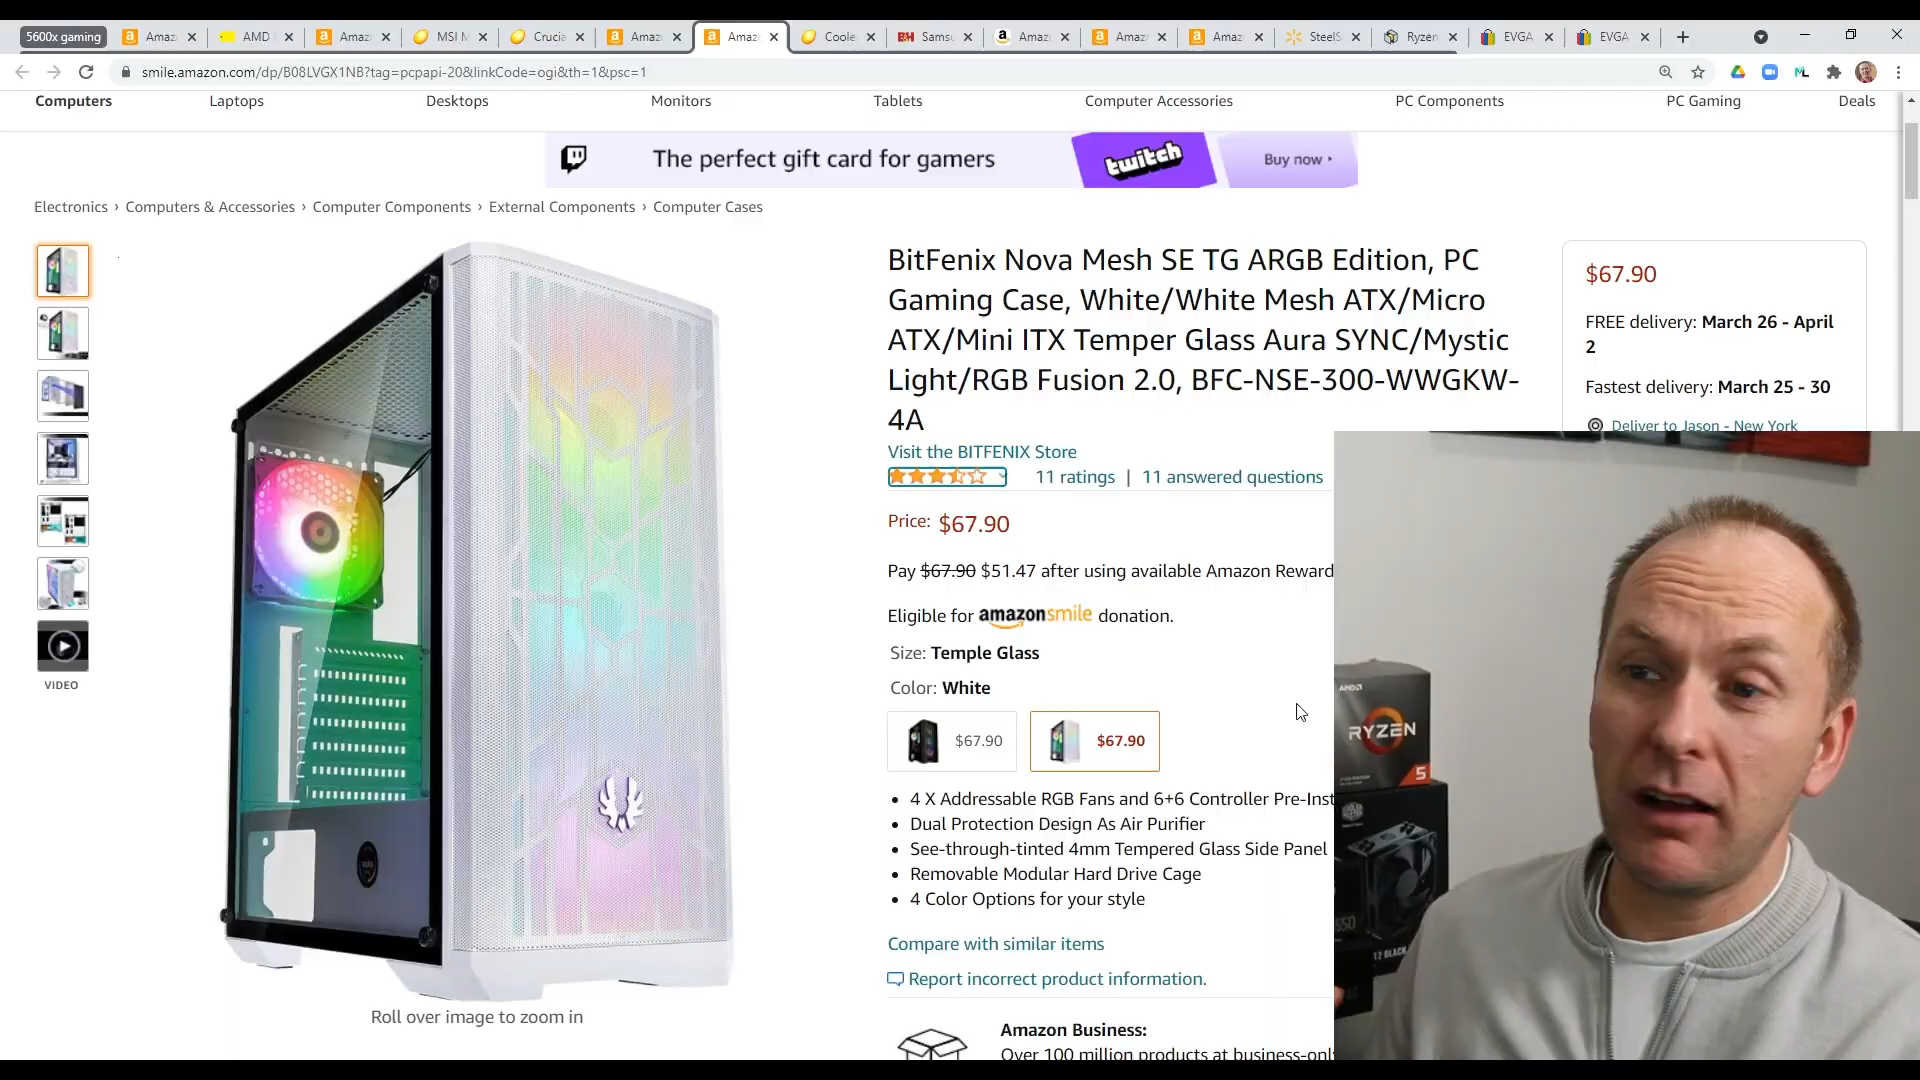 5600x gaming
Amaz
AMD
Amaz
MSI M
Crucia
Amaz
Amaz
Coole
B&H
Samsu
Amaz
Amaz
Amaz
SteelS
Ryzen
EVGA
EVGA
smile.amazon.com/dp/B08LVGX1NB?tag=pcpapi-20&linkCode=ogi&th=1&psc=1
Computers
Laptops
Desktops
Monitors
Tablets
Computer Accessories
PC Components
PC Gaming
Deals
The perfect gift card for gamers
twitch
Buy now
Electronics › Computers & Accessories › Computer Components › External Components › Computer Cases
BitFenix Nova Mesh SE TG ARGB Edition, PC
Gaming Case, White/White Mesh ATX/Micro
ATX/Mini ITX Temper Glass Aura SYNC/Mystic
Light/RGB Fusion 2.0, BFC-NSE-300-WWGKW-
4A
$67.90
FREE delivery: March 26 - April
2
Fastest delivery: March 25 - 30
Deliver to Jason - New York
Visit the BITFENIX Store
11 ratings | 11 answered questions
Price: $67.90
Pay $67.90 $51.47 after using available Amazon Reward
Eligible for amazonsmile donation.
Size: Temple Glass
Color: White
$67.90
$67.90
4 X Addressable RGB Fans and 6+6 Controller Pre-Inst
Dual Protection Design As Air Purifier
See-through-tinted 4mm Tempered Glass Side Panel
Removable Modular Hard Drive Cage
4 Color Options for your style
Compare with similar items
Report incorrect product information.
Amazon Business:
Over 100 million products at business-onl
VIDEO
Roll over image to zoom in
AMD
RYZEN
5
12 BLACK